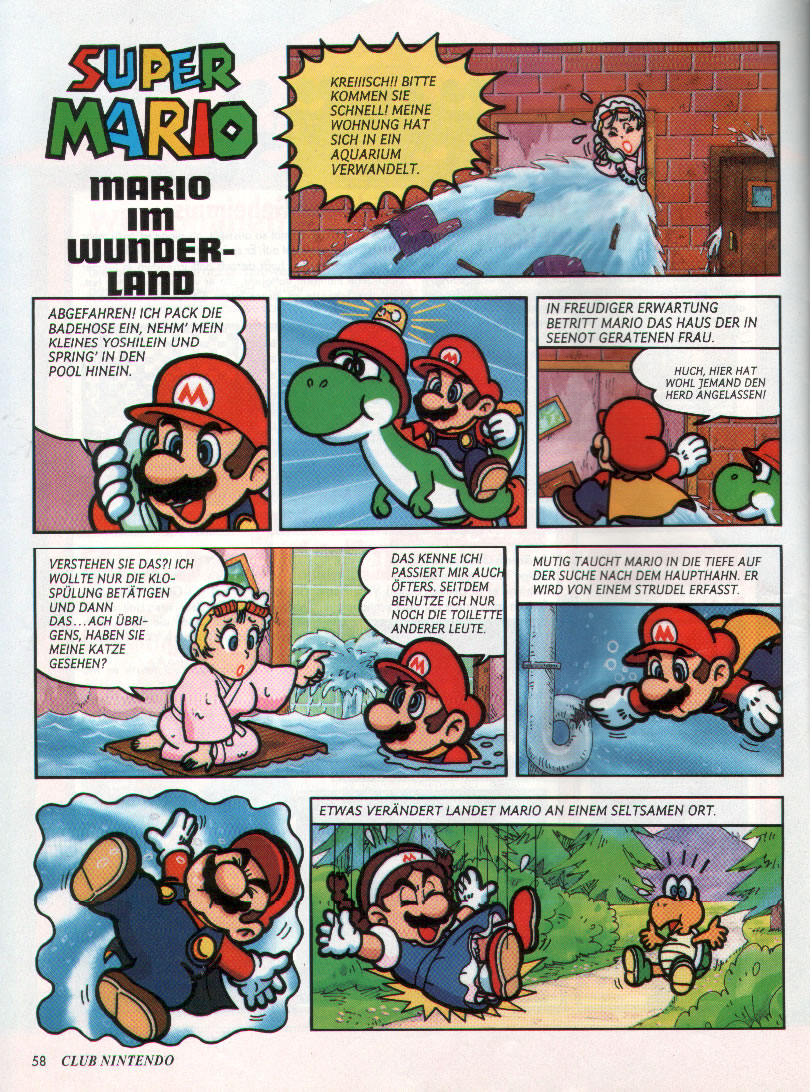 SUPER
MARIO
MARIO
IM
WUNDER-
LAND
KREIIISCH!! BITTE
KOMMEN SIE
SCHNELL! MEINE
WOHNUNG HAT
SICH IN EIN
AQUARIUM
VERWANDELT.
ABGEFAHREN! ICH PACK DIE
BADEHOSE EIN, NEHM' MEIN
KLEINES YOSHILEIN UND
SPRING' IN DEN
POOL HINEIN.
M
M
IN FREUDIGER ERWARTUNG
BETRITT MARIO DAS HAUS DER IN
SEENOT GERATENEN FRAU.
HUCH, HIER HAT
WOHL JEMAND DEN
HERD ANGELASSEN!
VERSTEHEN SIE DAS?! ICH
WOLLTE NUR DIE KLO-
SPÜLUNG BETÄTIGEN
UND DANN
DAS...ACH ÜBRI-
GENS, HABEN SIE
MEINE KATZE
GESEHEN?
DAS KENNE ICH!
PASSIERT MIR AUCH
ÖFTERS. SEITDEM
BENUTZE ICH NUR
NOCH DIE TOILETTE
ANDERER LEUTE.
M
MUTIG TAUCHT MARIO IN DIE TIEFE AUF
DER SUCHE NACH DEM HAUPTHAHN. ER
WIRD VON EINEM STRUDEL ERFASST.
M
ETWAS VERÄNDERT LANDET MARIO AN EINEM SELTSAMEN ORT.
M
58 CLUB NINTENDO